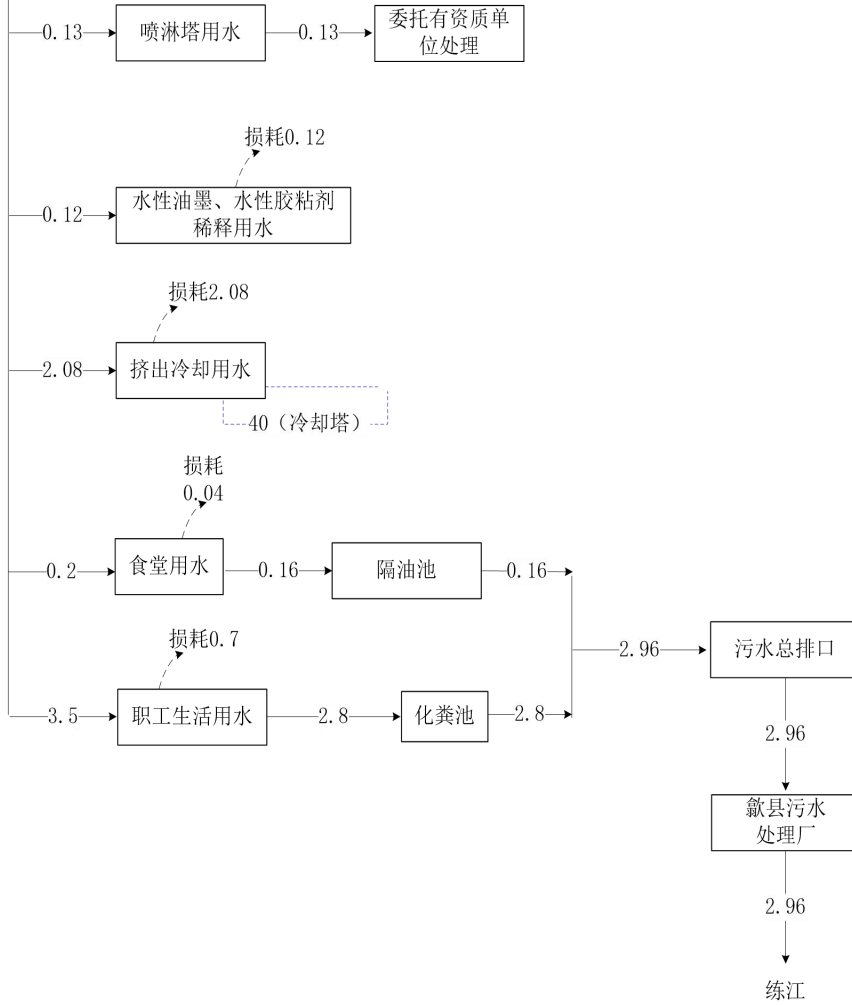 0.13
喷淋塔用水
0.13
委托有资质单
位处理
损耗0.12
0.12
水性油墨、水性胶粘剂
稀释用水
损耗2.08
2.08
挤出冷却用水
40（冷却塔）
损耗
0.04
0.2
食堂用水
0.16
隔油池
0.16
损耗0.7
2.96
污水总排口
3.5
职工生活用水
2.8
化粪池
2.8
2.96
歙县污水
处理厂
2.96
练江